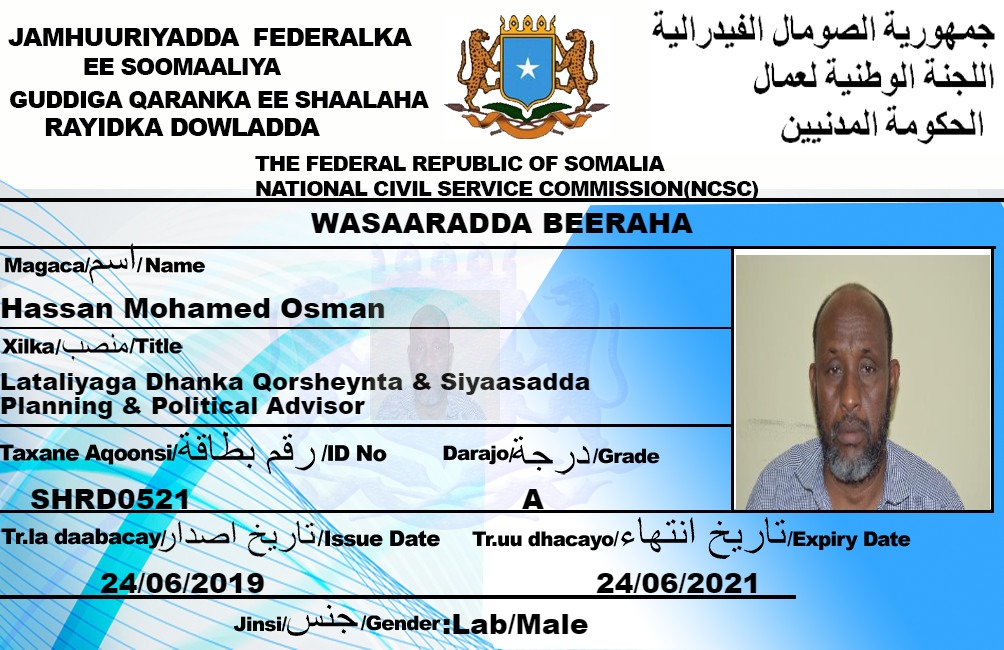 JAMHUURIYADDA FEDERALKA
EE SOOMAALIYA
GUDDIGA QARANKA EE SHAALAHA
RAYIDKA DOWLADDA
جمهورية الصومال الفيدرالية
اللجنة الوطنية لعمال
الحكومة المدنيين
THE FEDERAL REPUBLIC OF SOMALIA
NATIONAL CIVIL SERVICE COMMISSION(NCSC)
WASAARADDA BEERAHA
Magaca/اسم/Name
Hassan Mohamed Osman
Xilka/منصب/Title
Lataliyaga Dhanka Qorsheynta & Siyaasadda
Planning & Political Advisor
Taxane Aqoonsi/رقم بطاقة/ID No
SHRD0521
Darajo/درجة/Grade
A
Tr.la daabacay/تاريخ اصدار/Issue Date
24/06/2019
Tr.uu dhacayo/تاريخ انتهاء/Expiry Date
24/06/2021
Jinsi/جنس/Gender:Lab/Male